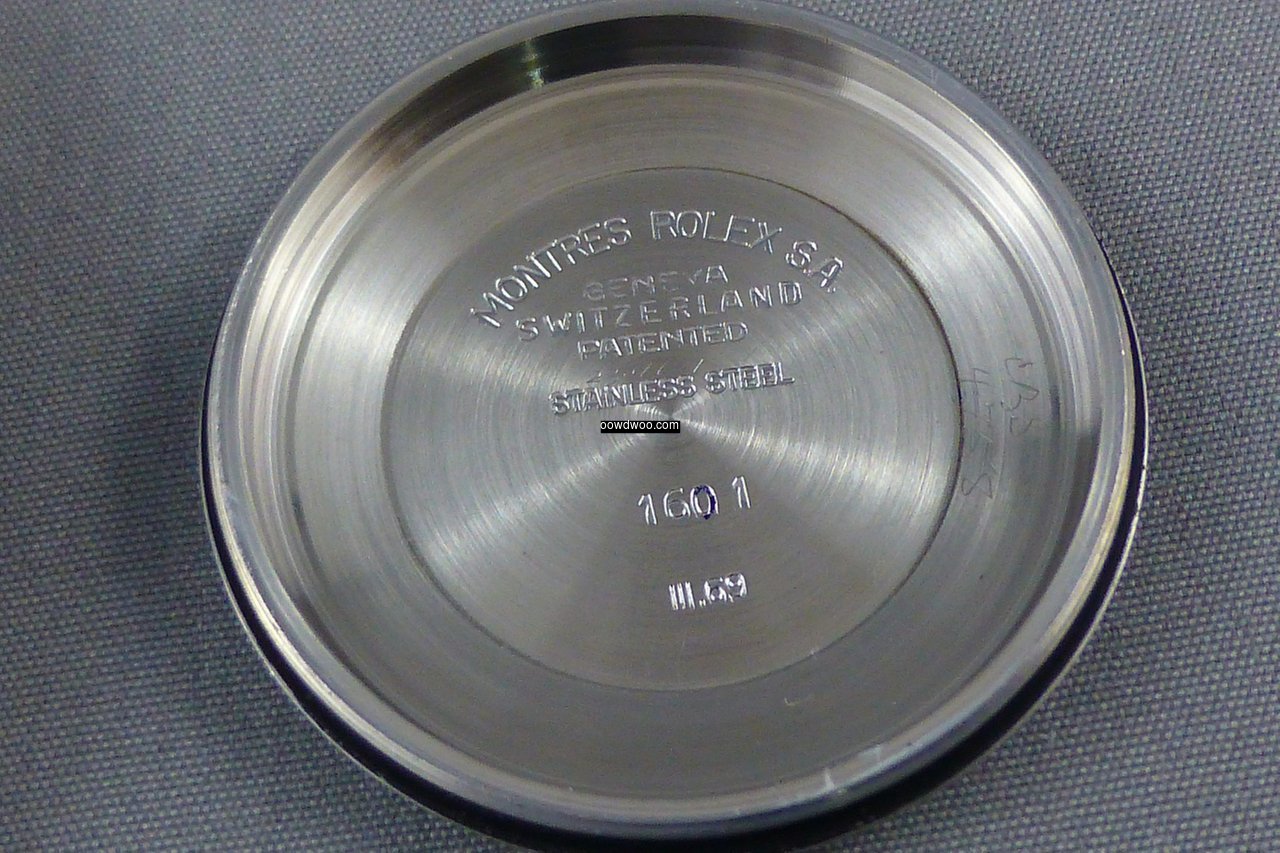 MONTRES ROLEX S.A.
GENEVA
SWITZERLAND
PATENTED
STAINLESS STEEL
oowdwoo.com
1601
III.69